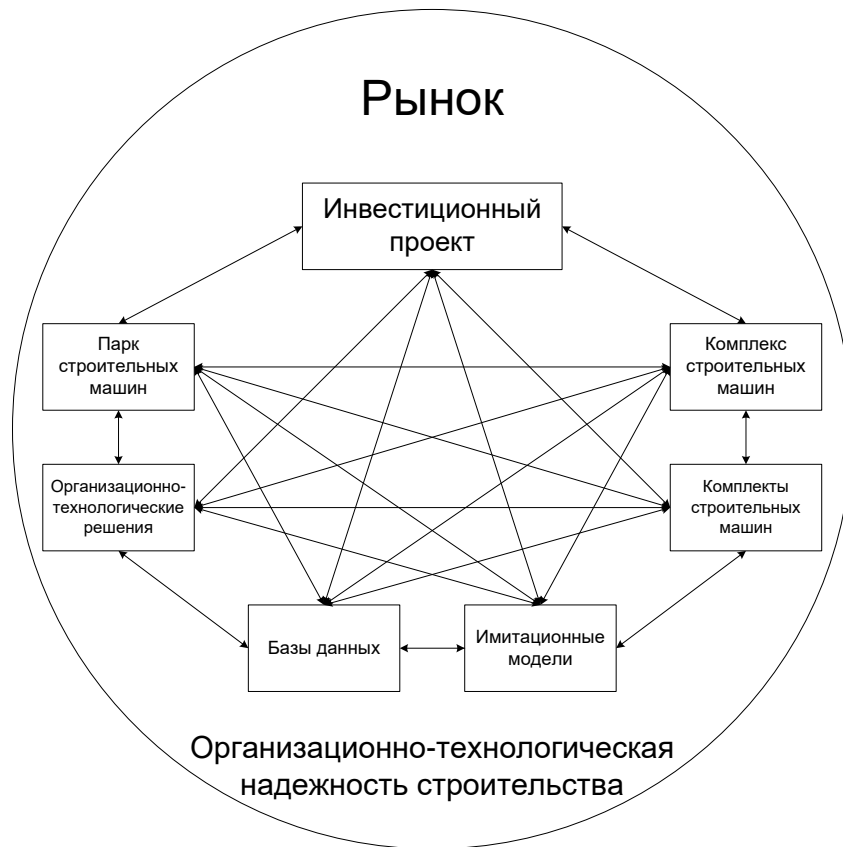 Рынок
Инвестиционный
проект
Парк
строительных
машин
Комплекс
строительных
машин
Организационно-
технологические
решения
Комплекты
строительных
машин
Базы данных
Имитационные
модели
Организационно-технологическая
надежность строительства